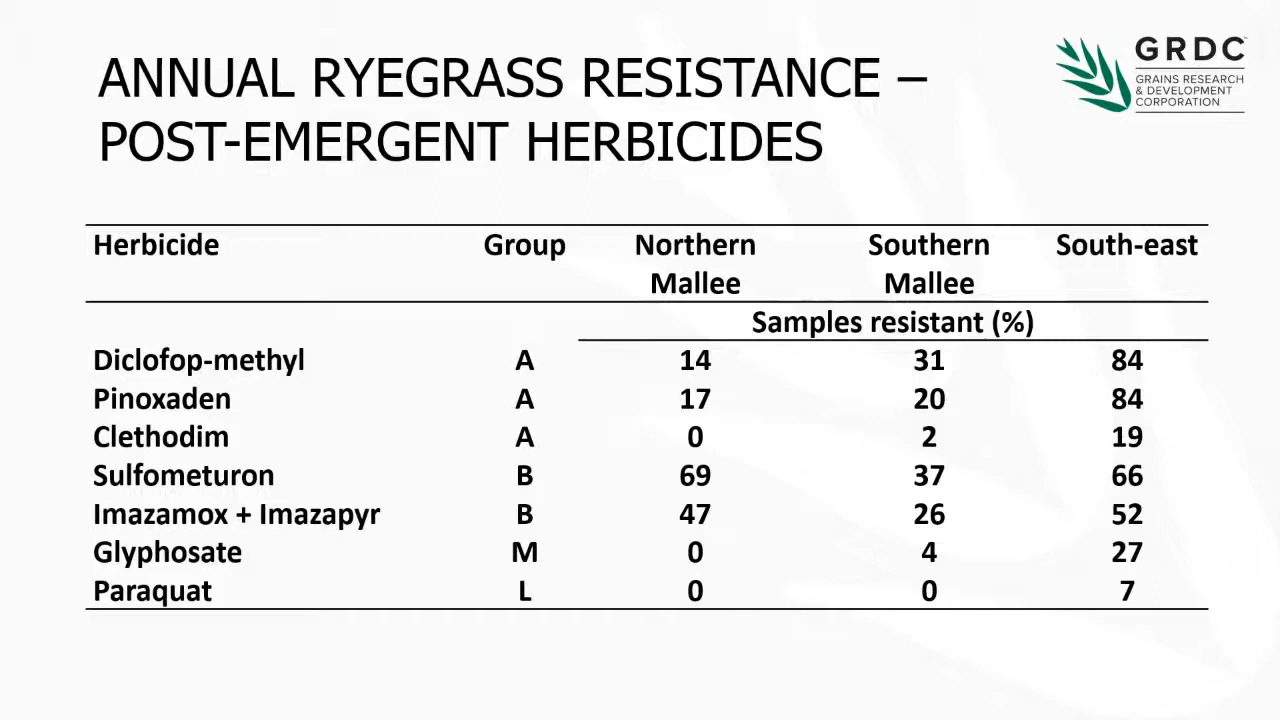 ANNUAL RYEGRASS RESISTANCE –
POST-EMERGENT HERBICIDES
GRDC™
GRAINS RESEARCH
& DEVELOPMENT
CORPORATION
Herbicide Group Northern Southern South-east
Mallee Mallee
Samples resistant (%)
Diclofop-methyl A 14 31 84
Pinoxaden A 17 20 84
Clethodim A 0 2 19
Sulfometuron B 69 37 66
Imazamox + Imazapyr B 47 26 52
Glyphosate M 0 4 27
Paraquat L 0 0 7